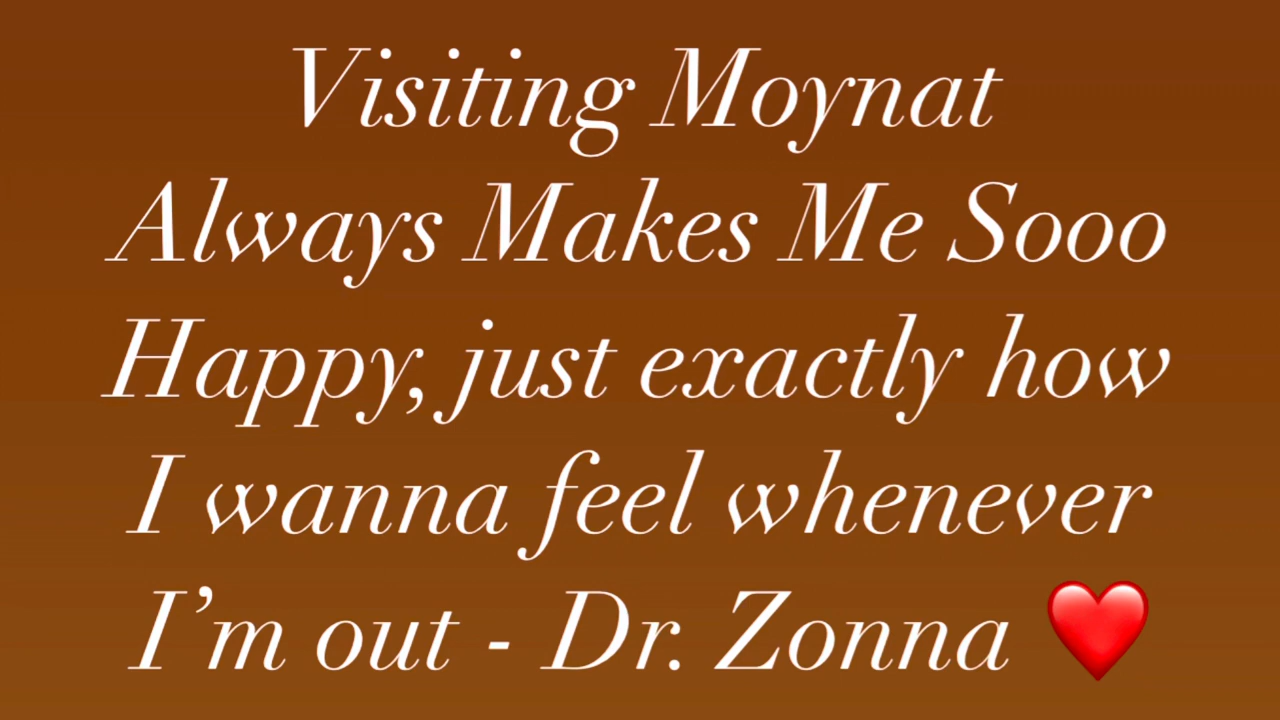 Visiting Moynat
Always Makes Me Sooo
Happy, just exactly how
I wanna feel whenever
I’m out - Dr. Zonna ❤️